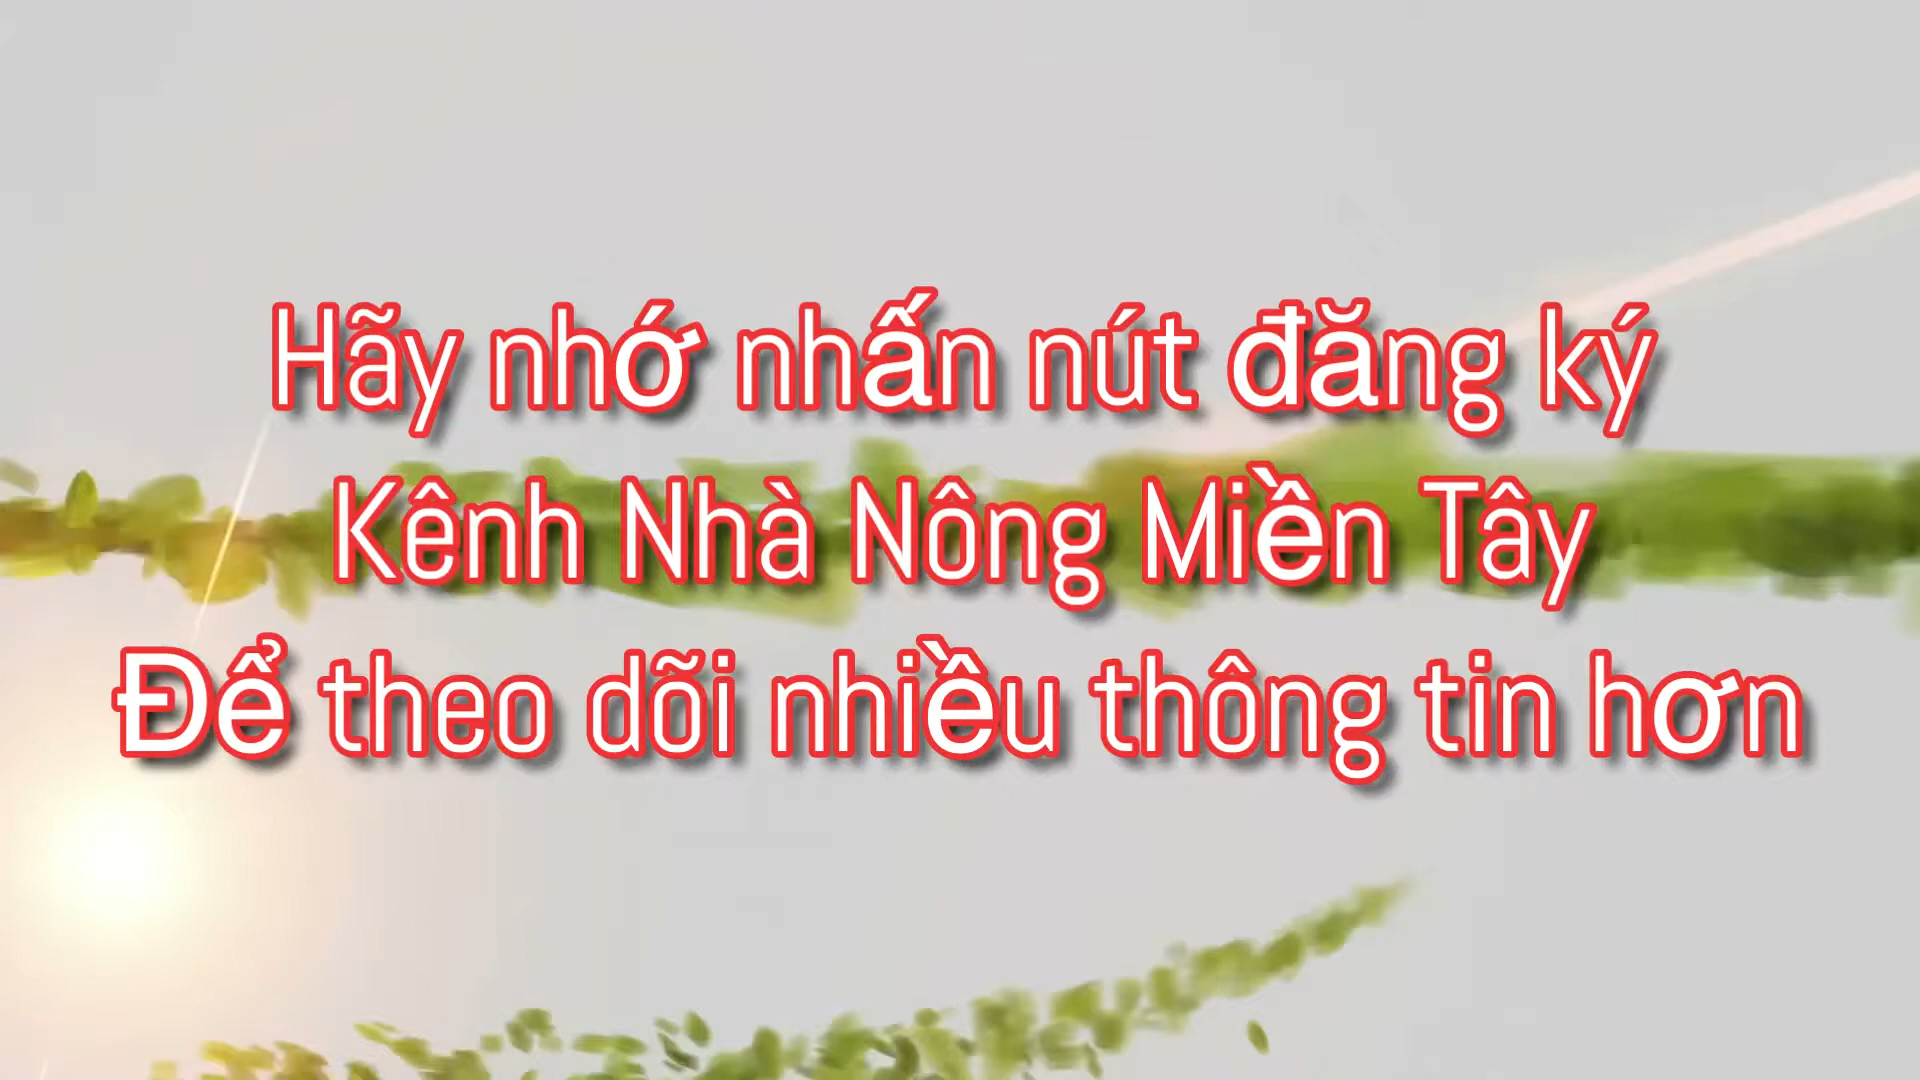 Hãy nhớ nhấn nút đăng ký
Kênh Nhà Nông Miền Tây
Để theo dõi nhiều thông tin hơn